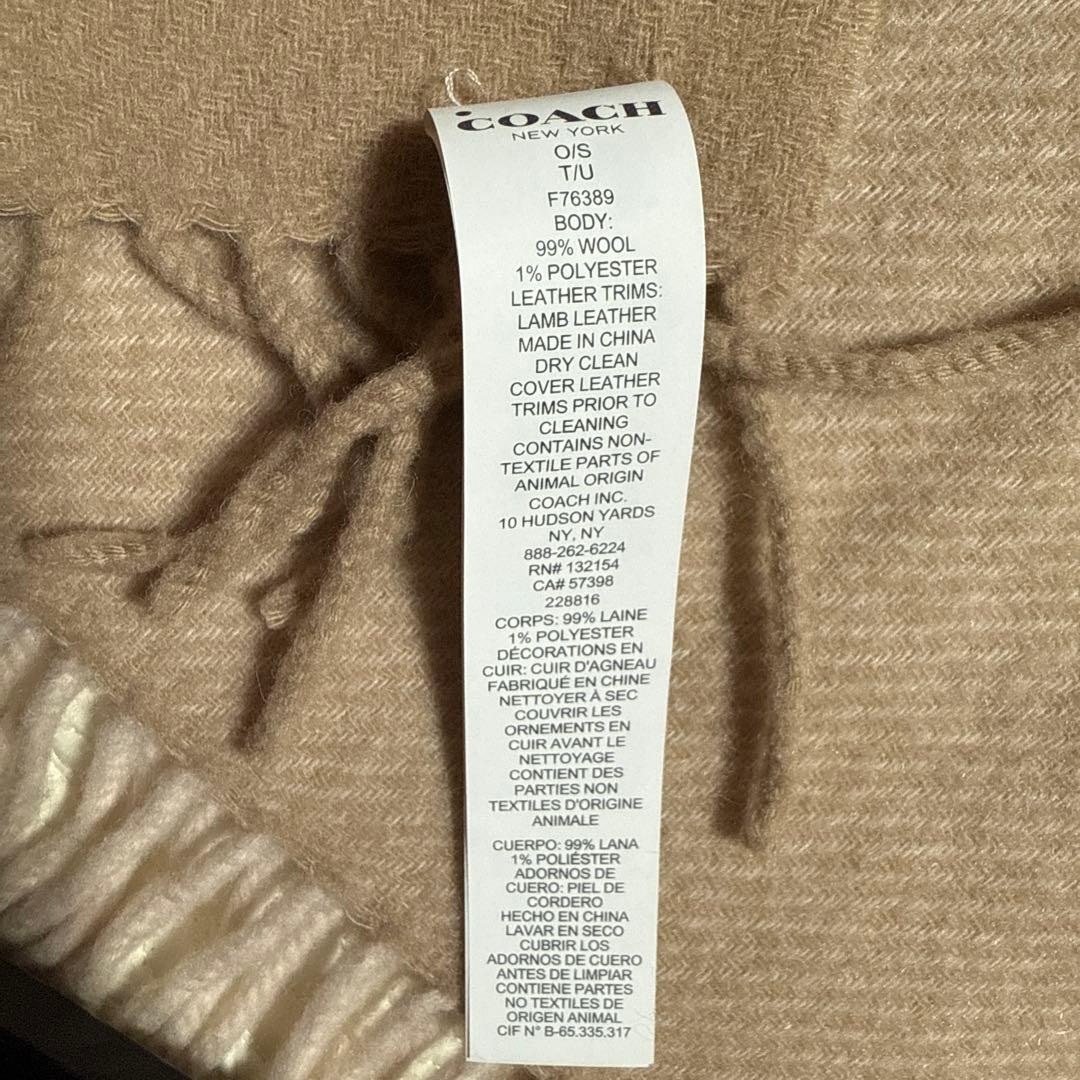 COACH
NEW YORK
O/S
T/U
F76389
BODY:
99% WOOL
1% POLYESTER
LEATHER TRIMS:
LAMB LEATHER
MADE IN CHINA
DRY CLEAN
COVER LEATHER
TRIMS PRIOR TO
CLEANING
CONTAINS NON-
TEXTILE PARTS OF
ANIMAL ORIGIN
COACH INC.
10 HUDSON YARDS
NY, NY
888-262-6224
RN# 132154
CA# 57398
228816
CORPS: 99% LAINE
1% POLYESTER
DÉCORATIONS EN
CUIR: CUIR D'AGNEAU
FABRIQUÉ EN CHINE
NETTOYER À SEC
COUVRIR LES
ORNEMENTS EN
CUIR AVANT LE
NETTOYAGE
CONTIENT DES
PARTIES NON
TEXTILES D'ORIGINE
ANIMALE
CUERPO: 99% LANA
1% POLIÉSTER
ADORNOS DE
CUERO: PIEL DE
CORDERO
HECHO EN CHINA
LAVAR EN SECO
CUBRIR LOS
ADORNOS DE CUERO
ANTES DE LIMPIAR
CONTIENE PARTES
NO TEXTILES DE
ORIGEN ANIMAL
CIF N° B-65.335.317